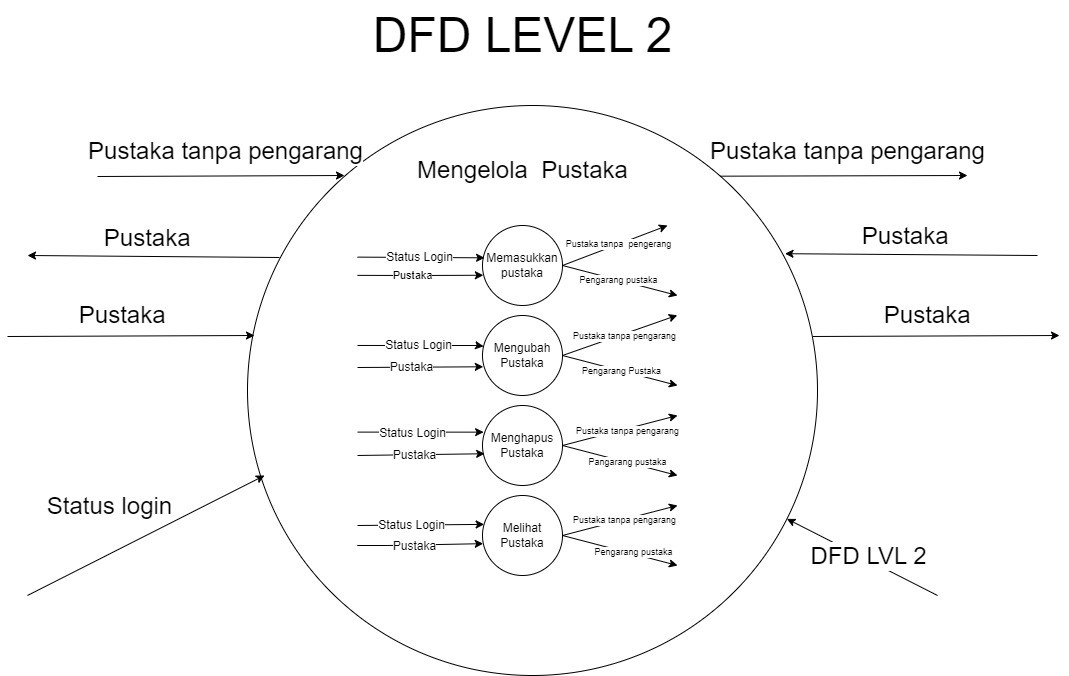 DFD LEVEL 2
Pustaka tanpa pengarang
Pustaka
Pustaka
Status login
Mengelola Pustaka
Status Login
Pustaka
Memasukkan
pustaka
Pustaka tanpa pengerang
Pengarang pustaka
Status Login
Pustaka
Mengubah
Pustaka
Pustaka tanpa pengarang
Pengarang Pustaka
Status Login
Pustaka
Menghapus
Pustaka
Pustaka tanpa pengarang
Pangarang pustaka
Status Login
Pustaka
Melihat
Pustaka
Pustaka tanpa pengarang
Pengarang pustaka
Pustaka tanpa pengarang
Pustaka
Pustaka
DFD LVL 2